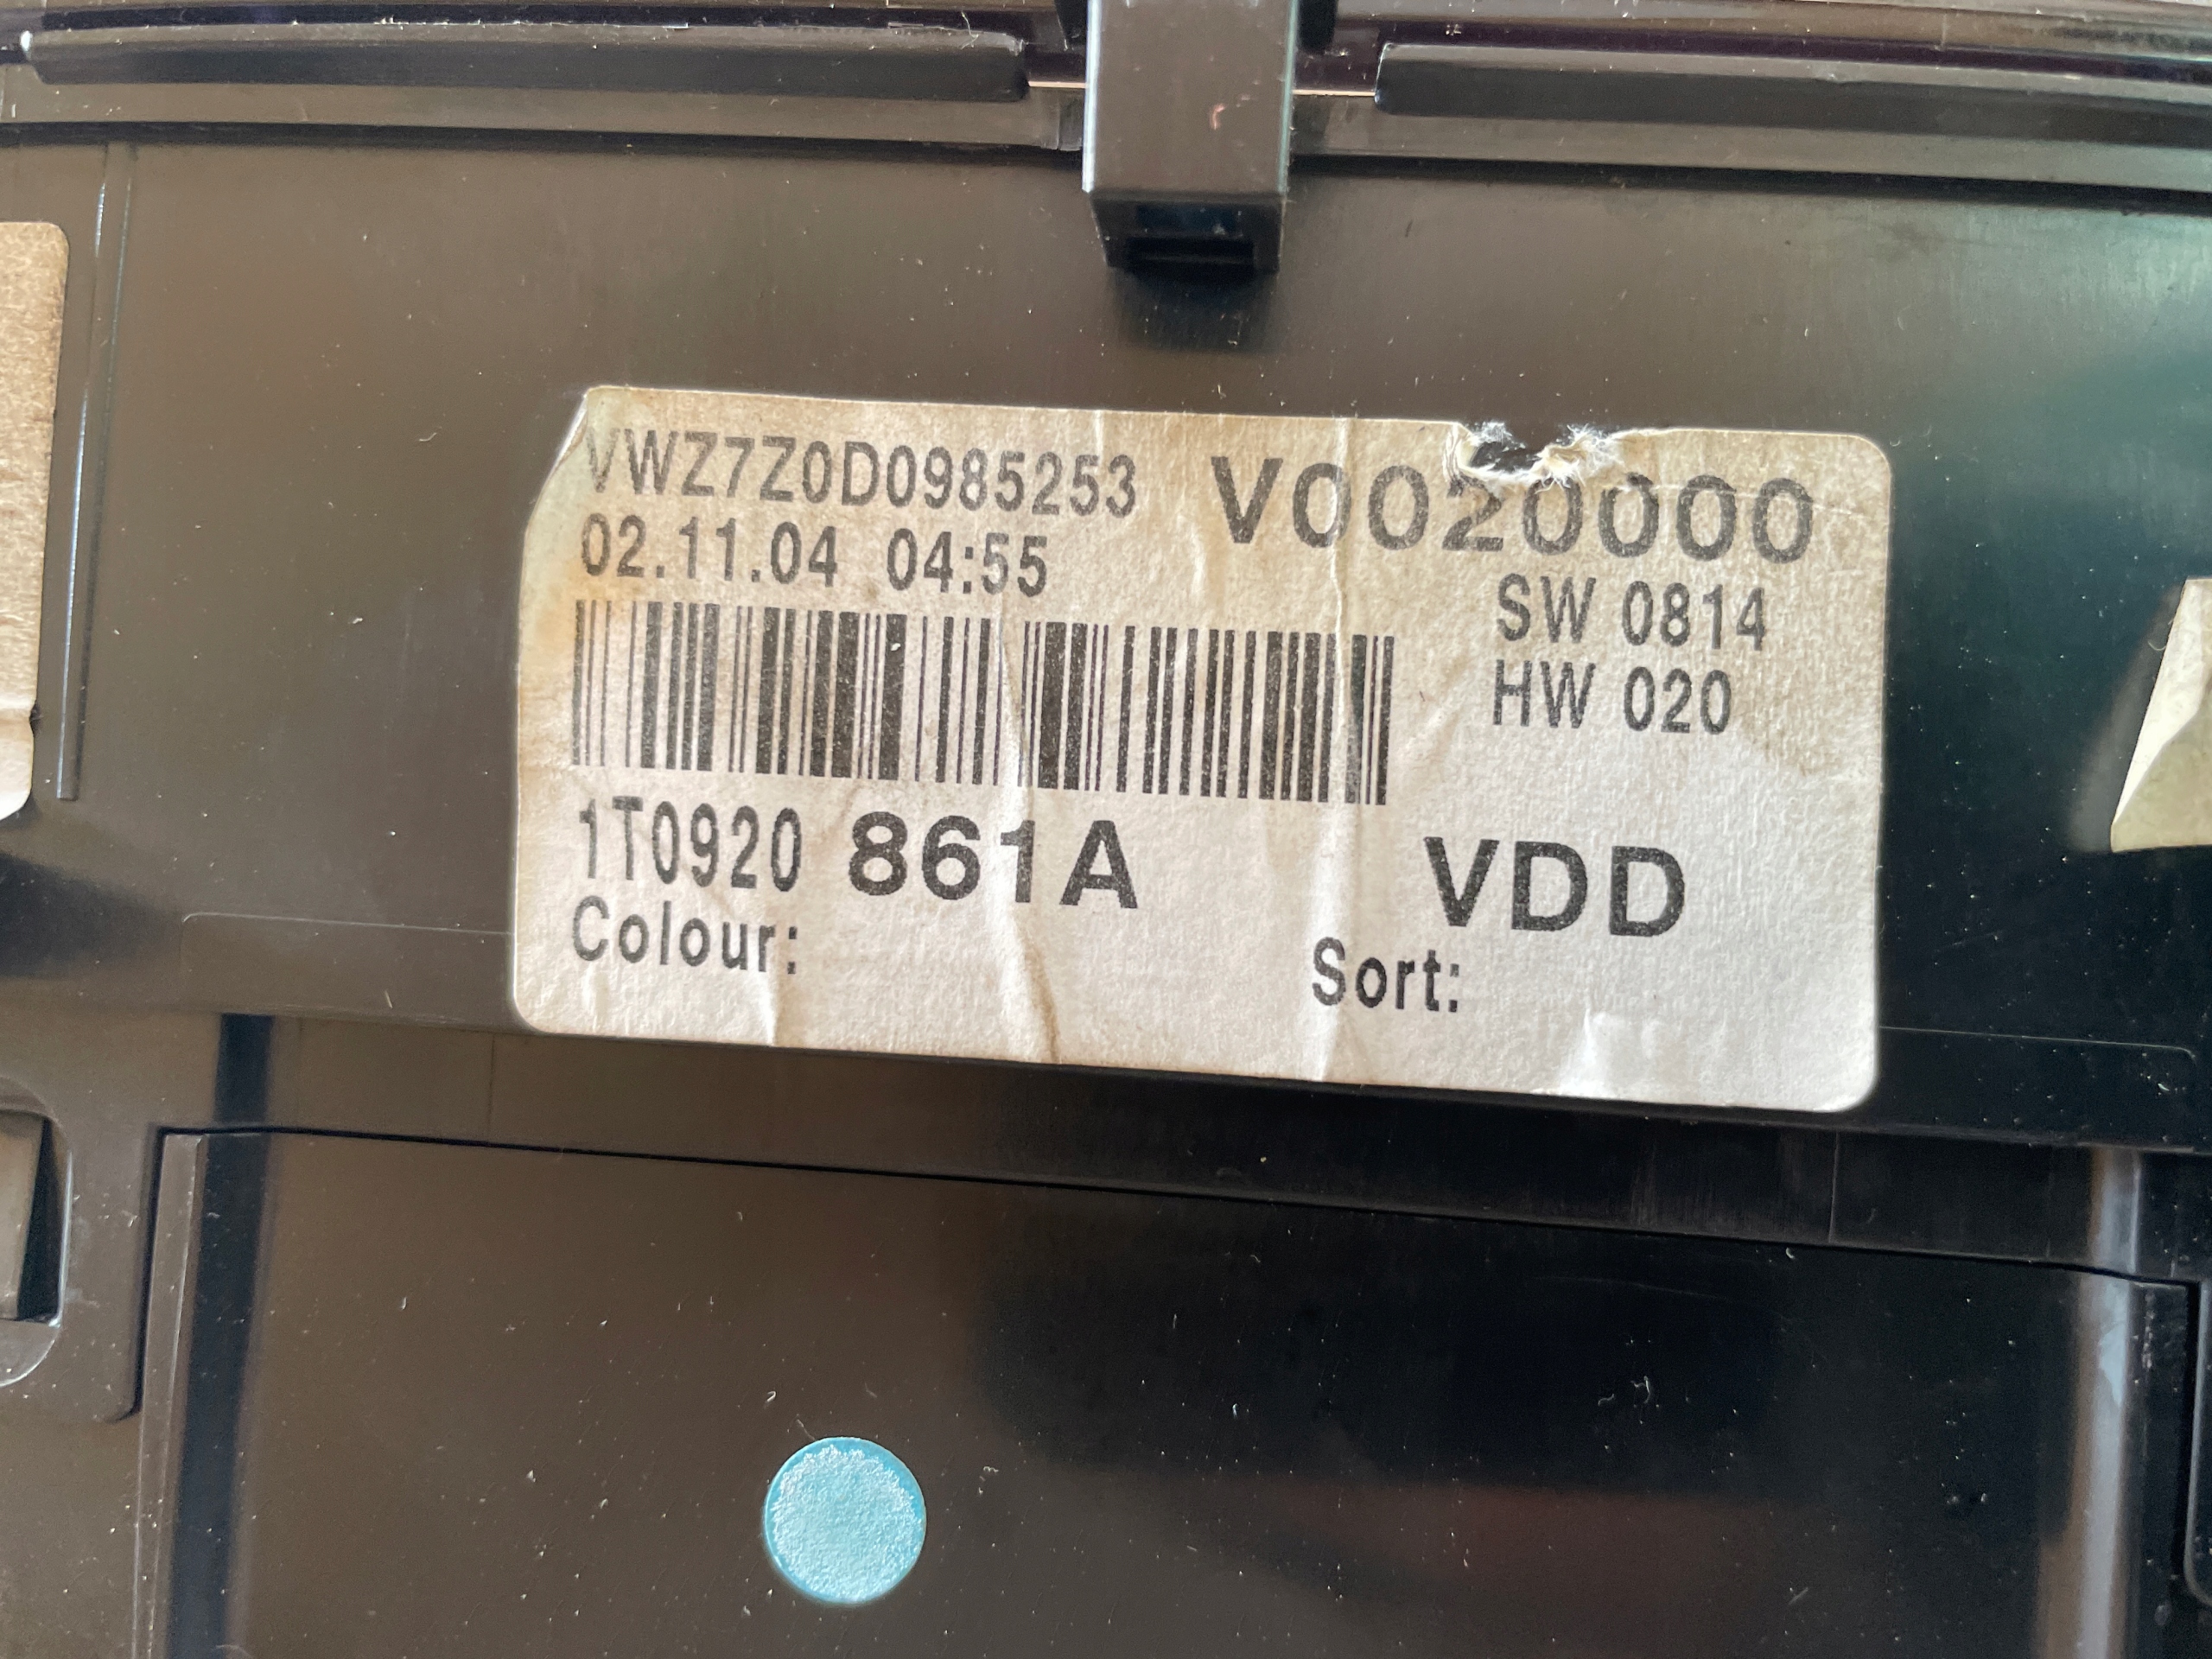 VWZ7Z0D0985253 V0020000
02.11.04 04:55
SW 0814
HW 020
1T0920 861A VDD
Colour: Sort: